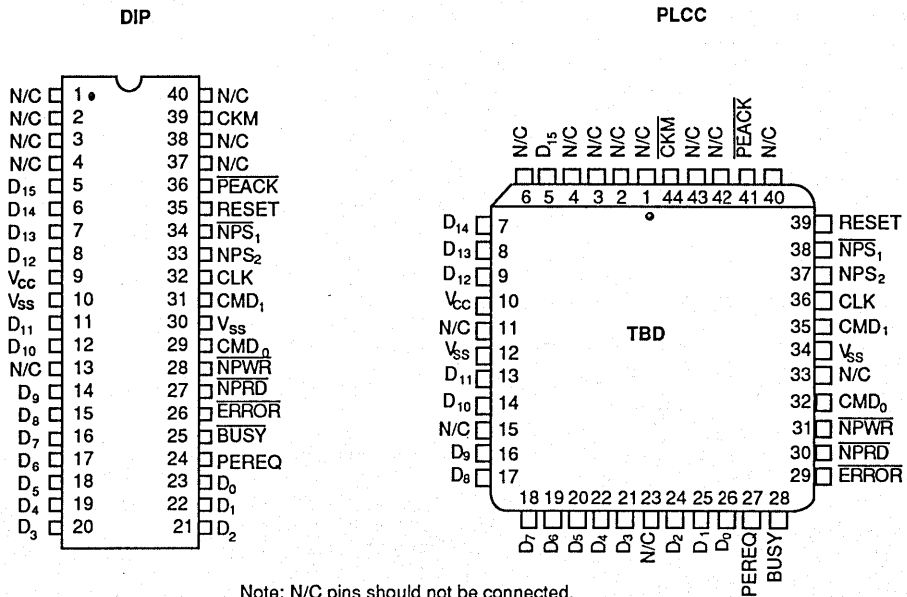 DIP
N/C 1 40 N/C
N/C 2 39 CKM
N/C 3 38 N/C
N/C 4 37 N/C
D15 5 36 PEACK
D14 6 35 RESET
D13 7 34 NPS1
D12 8 33 NPS2
VCC 9 32 CLK
VSS 10 31 CMD1
D11 11 30 VSS
D10 12 29 CMD0
N/C 13 28 NPWR
D9 14 27 NPRD
D8 15 26 ERROR
D7 16 25 BUSY
D6 17 24 PEREQ
D5 18 23 D0
D4 19 22 D1
D3 20 21 D2
PLCC
N/C D15 N/C N/C N/C N/C CKM N/C N/C PEACK N/C
6 5 4 3 2 1 44 43 42 41 40
D14 7 39 RESET
D13 8 38 NPS1
D12 9 37 NPS2
VCC 10 36 CLK
N/C 11 35 CMD1
TBD
VSS 12 34 VSS
D11 13 33 N/C
D10 14 32 CMD0
N/C 15 31 NPWR
D9 16 30 NPRD
D8 17 29 ERROR
18 19 20 22 21 23 24 25 26 27 28
D7 D6 D5 D4 D3 N/C D2 D1 D0 PEREQ BUSY
Note: N/C pins should not be connected.